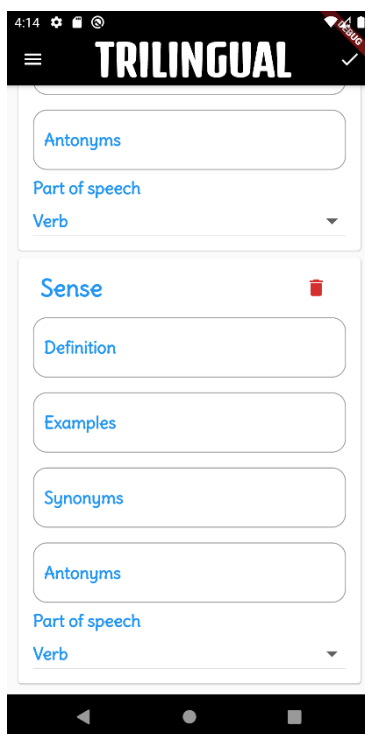 4:14
DEBUG
TRILINGUAL
Antonyms
Part of speech
Verb
Sense
Definition
Examples
Synonyms
Antonyms
Part of speech
Verb